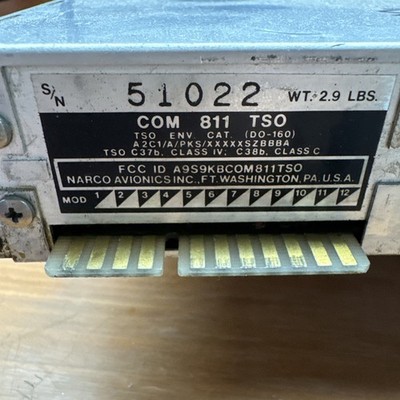 S/N 51022 WT. 2.9 LBS.
COM 811 TSO
TSO ENV. CAT. (DO-160)
A2C1/A/PKS/XXXXXSZBBBA
TSO C37b, CLASS IV; C38b, CLASS C
FCC ID A9S9KBCOM811TSO
NARCO AVIONICS INC., FT. WASHINGTON, PA. U.S.A.
MOD 1 2 3 4 5 6 7 8 9 10 11 12